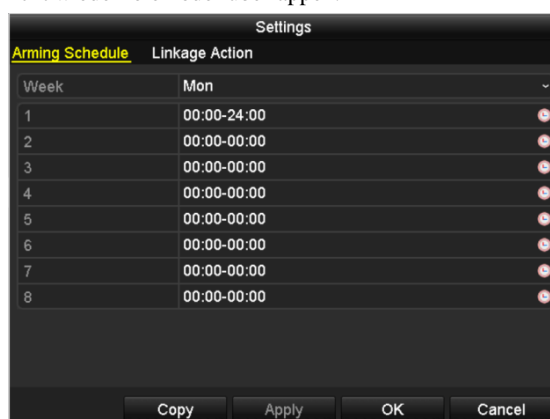 Settings
Arming Schedule Linkage Action
Week Mon
1 00:00-24:00
2 00:00-00:00
3 00:00-00:00
4 00:00-00:00
5 00:00-00:00
6 00:00-00:00
7 00:00-00:00
8 00:00-00:00
Copy Apply OK Cancel